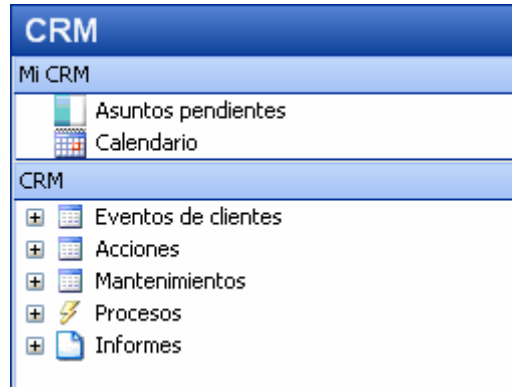 CRM
Mi CRM
Asuntos pendientes
Calendario
CRM
Eventos de clientes
Acciones
Mantenimientos
Procesos
Informes